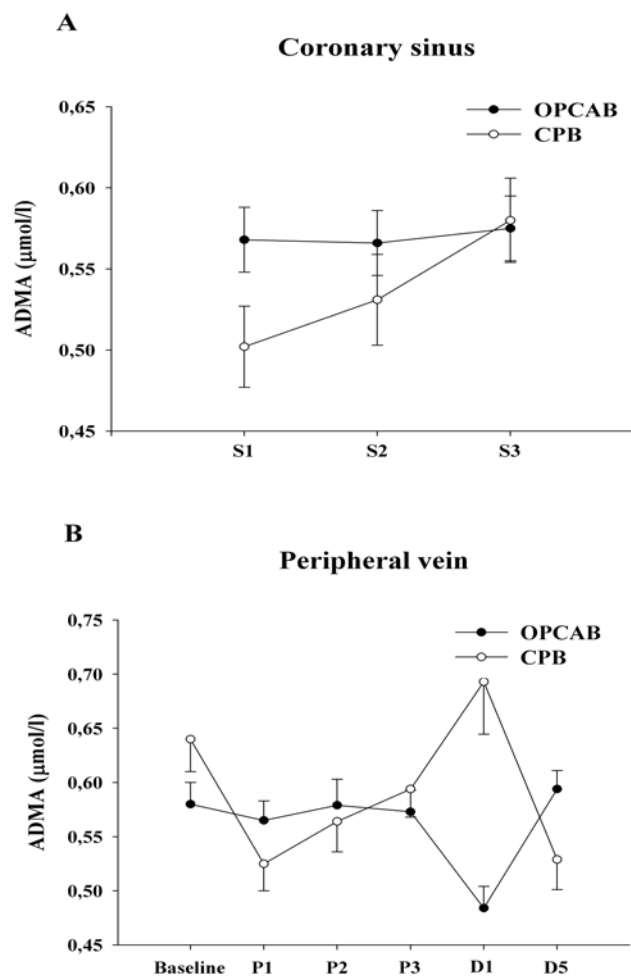 A
Coronary sinus
OPCAB
CPB
0,65
0,60
0,55
0,50
0,45
ADMA (µmol/l)
S1 S2 S3
B
Peripheral vein
OPCAB
CPB
0,75
0,70
0,65
0,60
0,55
0,50
0,45
ADMA (µmol/l)
Baseline P1 P2 P3 D1 D5